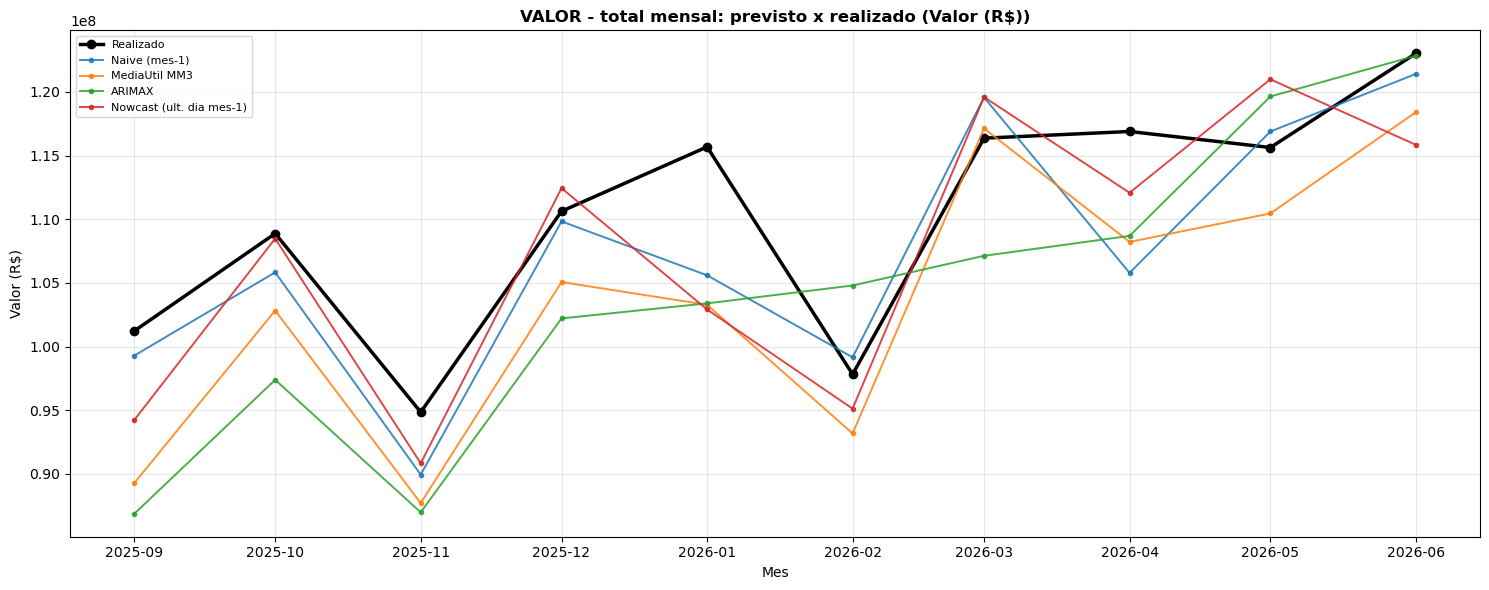 VALOR - total mensal: previsto x realizado (Valor (R$))
1e8
Realizado
Naive (mes-1)
MediaUtil MM3
ARIMAX
Nowcast (ult. dia mes-1)
1.20
1.15
1.10
1.05
1.00
0.95
0.90
Valor (R$)
2025-09 2025-10 2025-11 2025-12 2026-01 2026-02 2026-03 2026-04 2026-05 2026-06
Mes